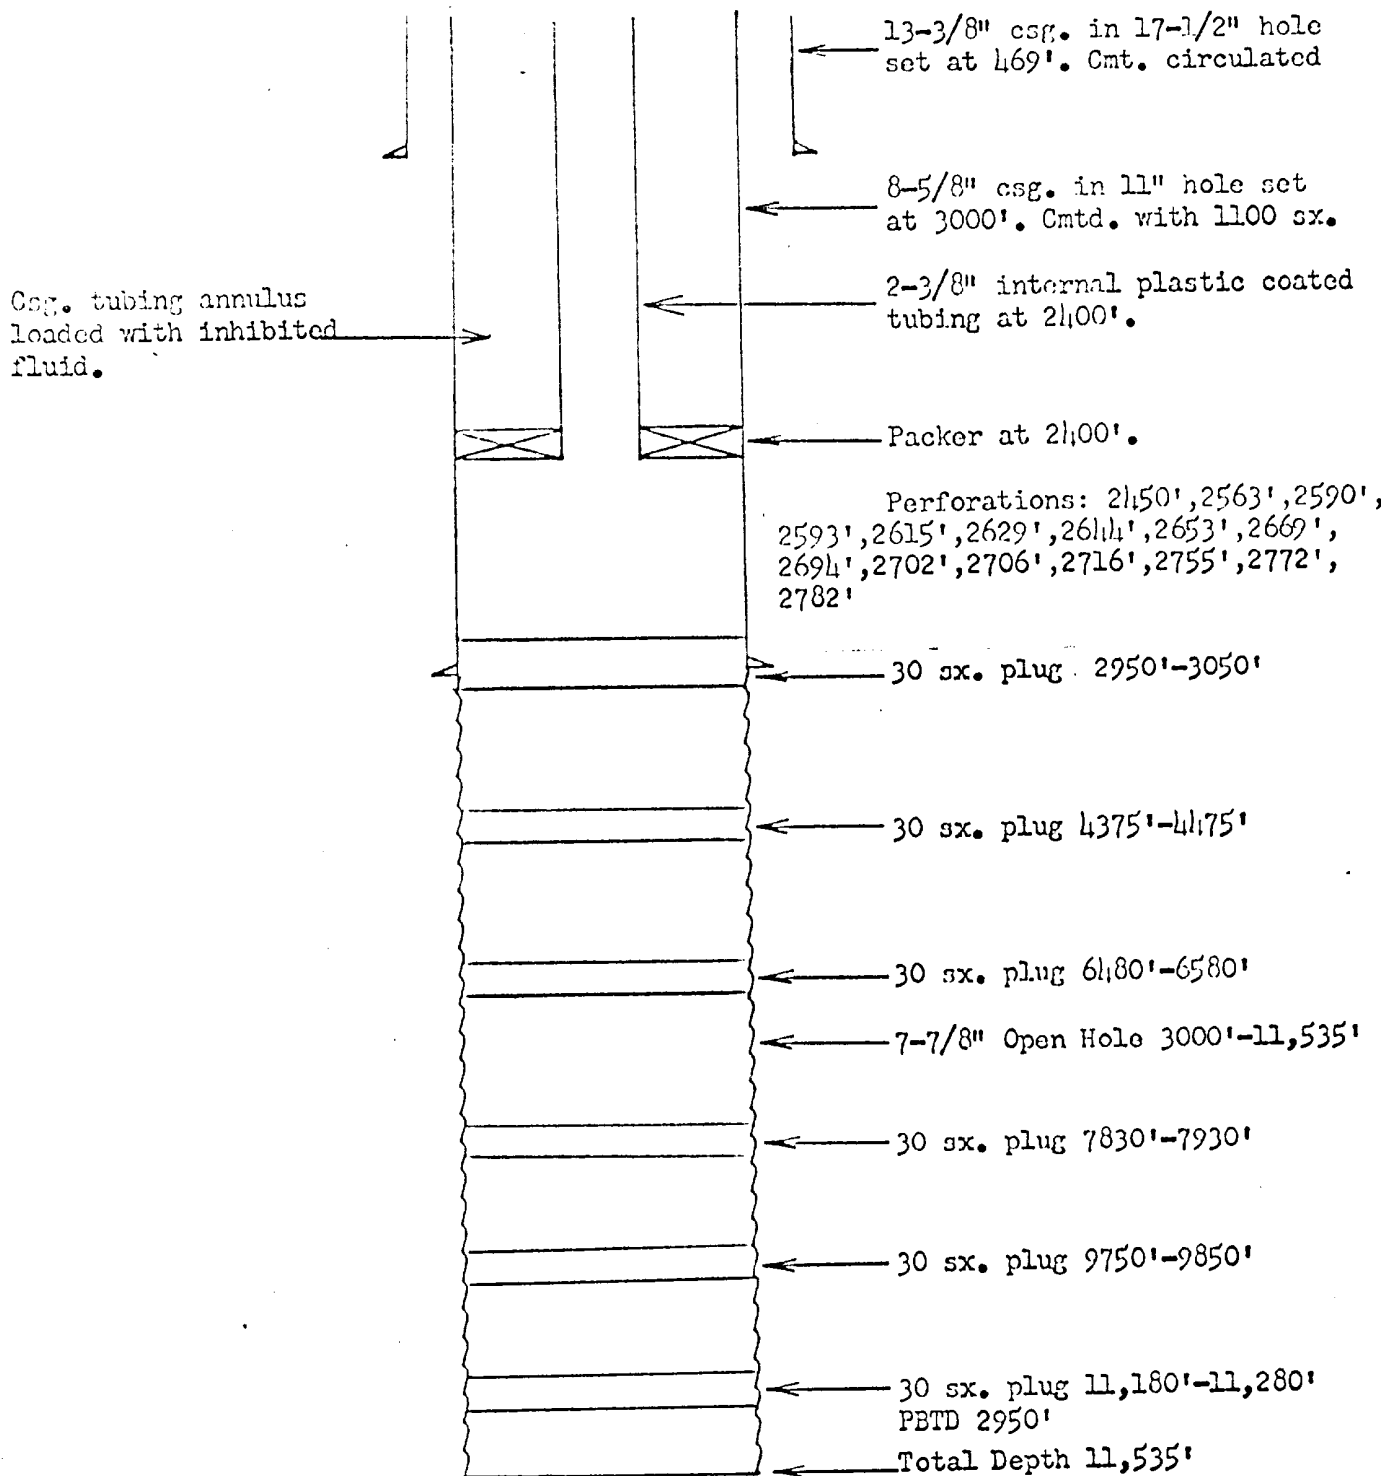 13-3/8" csg. in 17-1/2" hole
set at 469'. Cmt. circulated
8-5/8" csg. in 11" hole set
at 3000'. Cmtd. with 1100 sx.
2-3/8" internal plastic coated
tubing at 2400'.
Csg. tubing annulus
loaded with inhibited
fluid.
Packer at 2400'.
Perforations: 2450',2563',2590',
2593',2615',2629',2644',2653',2669',
2694',2702',2706',2716',2755',2772',
2782'
30 sx. plug 2950'-3050'
30 sx. plug 4375'-4475'
30 sx. plug 6480'-6580'
7-7/8" Open Hole 3000'-11,535'
30 sx. plug 7830'-7930'
30 sx. plug 9750'-9850'
30 sx. plug 11,180'-11,280'
PBTD 2950'
Total Depth 11,535'